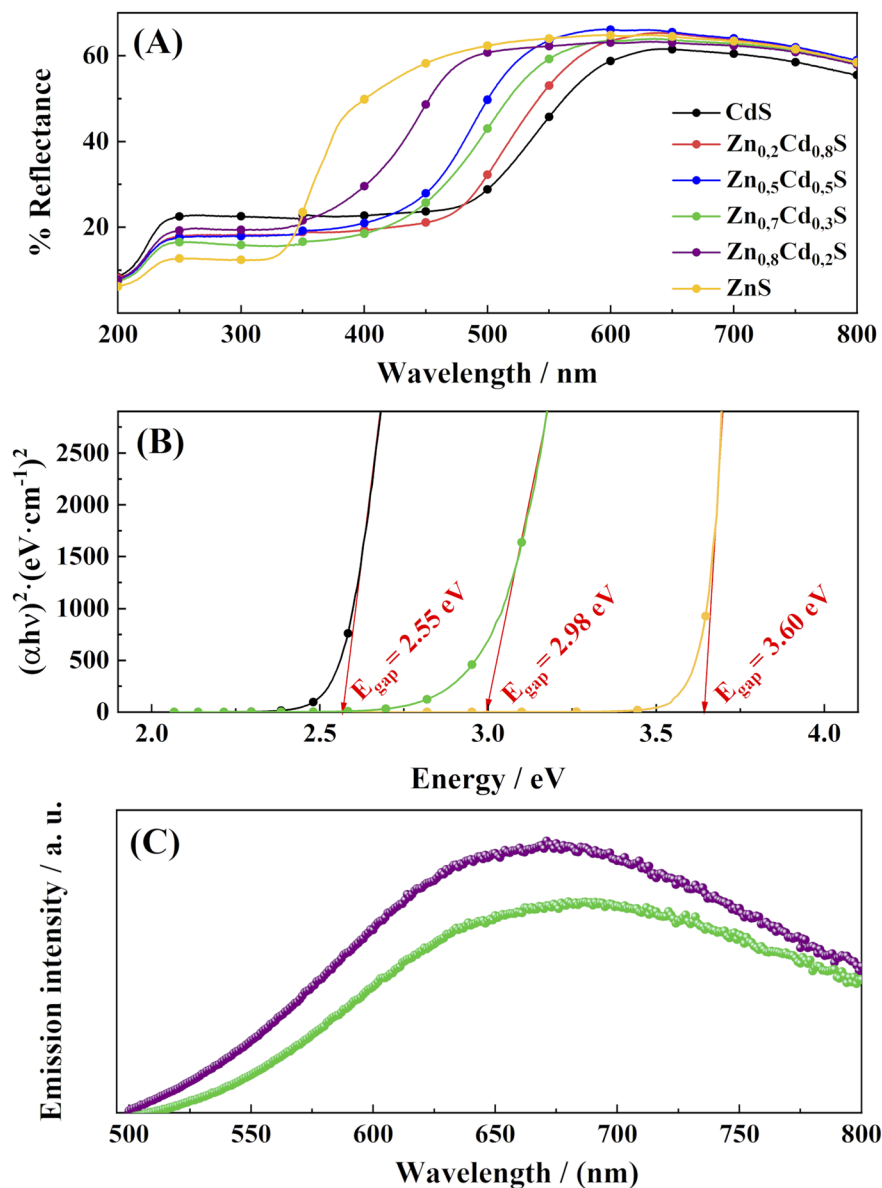 (A)
60
40
20
% Reflectance
CdS
Zn0,2Cd0,8S
Zn0,5Cd0,5S
Zn0,7Cd0,3S
Zn0,8Cd0,2S
ZnS
200 300 400 500 600 700 800
Wavelength / nm
(B)
2500
2000
1500
1000
500
0
(αhν)²·(eV·cm⁻¹)²
Egap = 2.55 eV
Egap = 2.98 eV
Egap = 3.60 eV
2.0 2.5 3.0 3.5 4.0
Energy / eV
(C)
Emission intensity / a. u.
500 550 600 650 700 750 800
Wavelength / (nm)